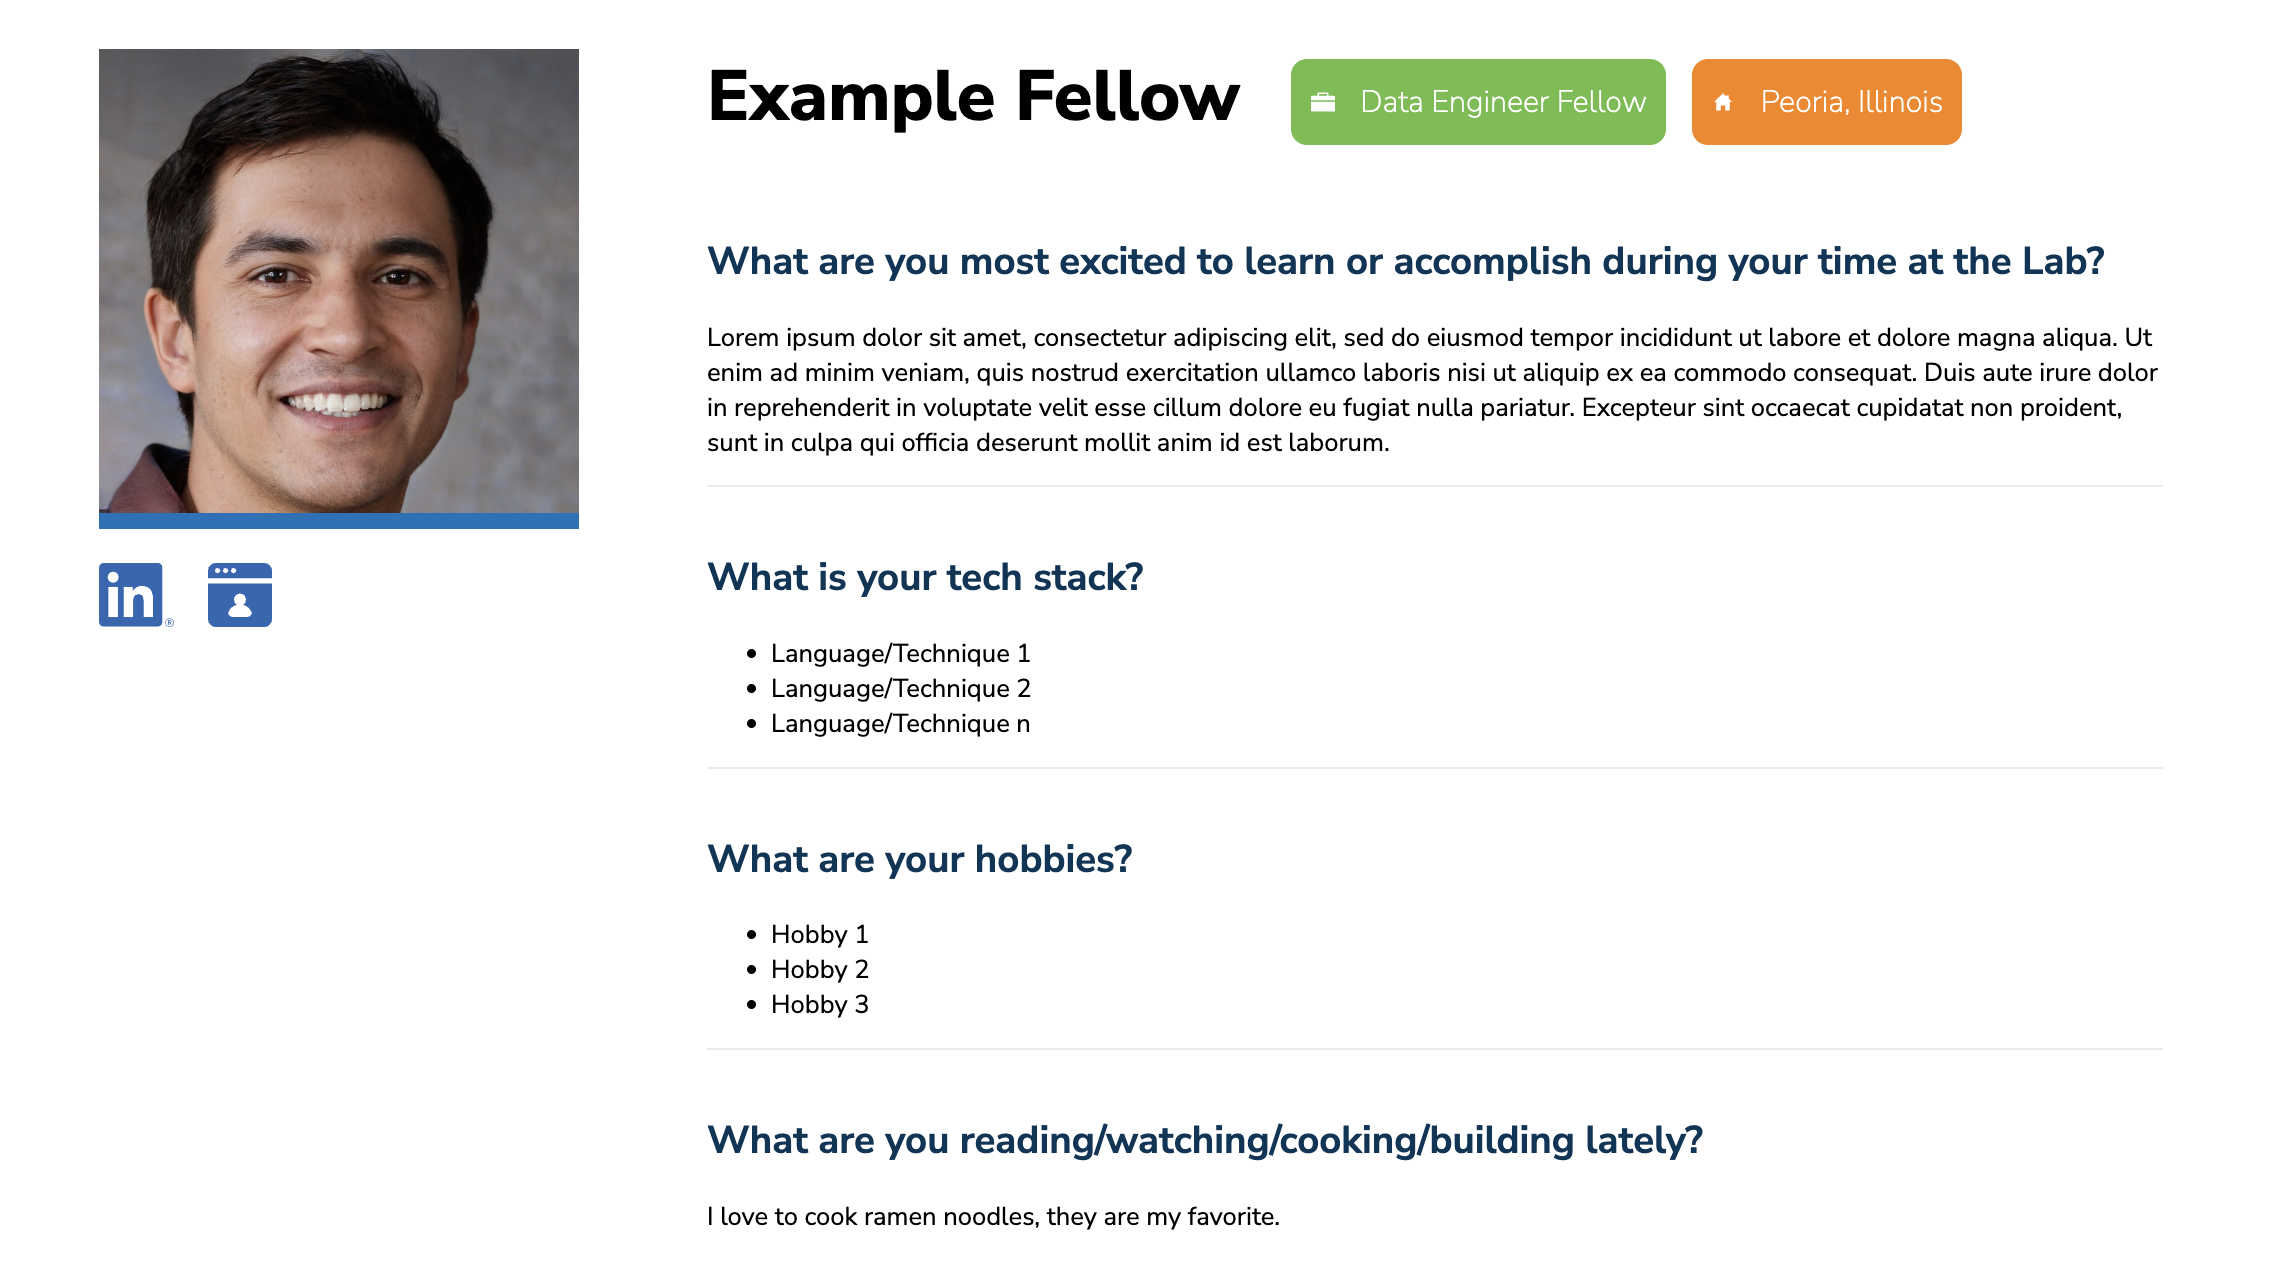 Example Fellow
Data Engineer Fellow
Peoria, Illinois
What are you most excited to learn or accomplish during your time at the Lab?
Lorem ipsum dolor sit amet, consectetur adipiscing elit, sed do eiusmod tempor incididunt ut labore et dolore magna aliqua. Ut
enim ad minim veniam, quis nostrud exercitation ullamco laboris nisi ut aliquip ex ea commodo consequat. Duis aute irure dolor
in reprehenderit in voluptate velit esse cillum dolore eu fugiat nulla pariatur. Excepteur sint occaecat cupidatat non proident,
sunt in culpa qui officia deserunt mollit anim id est laborum.
in ®
What is your tech stack?
• Language/Technique 1
• Language/Technique 2
• Language/Technique n
What are your hobbies?
• Hobby 1
• Hobby 2
• Hobby 3
What are you reading/watching/cooking/building lately?
I love to cook ramen noodles, they are my favorite.